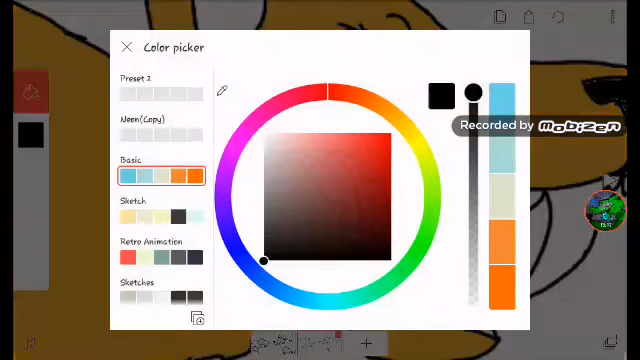 Color picker
Preset 2
Neon(Copy)
Basic
Recorded by MOBIZEN
Sketch
Retro Animation
Sketches